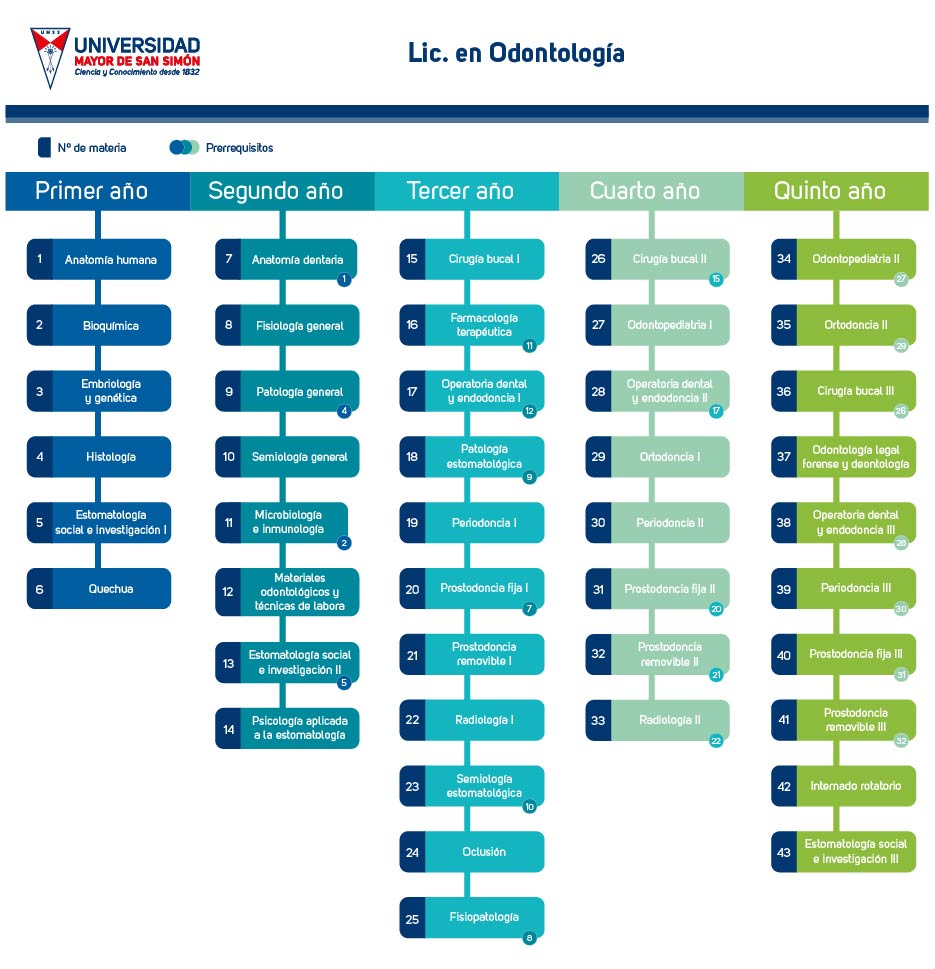 UMSS
UNIVERSIDAD
MAYOR DE SAN SIMÓN
Ciencia y Conocimiento desde 1832
Lic. en Odontología
Nº de materia
Prerrequisitos
Primer año
1
Anatomía humana
2
Bioquímica
3
Embriología
y genética
4
Histología
5
Estomatología
social e investigación I
6
Quechua
Segundo año
7
Anatomía dentaria
1
8
Fisiología general
9
Patología general
4
10
Semiología general
11
Microbiología
e inmunología
2
12
Materiales
odontológicos y
técnicas de labora
13
Estomatología social
e investigación II
5
14
Psicología aplicada
a la estomatología
Tercer año
15
Cirugía bucal I
16
Farmacología
terapéutica
11
17
Operatoria dental
y endodoncia I
12
18
Patología
estomatológica
9
19
Periodoncia I
20
Prostodoncia fija I
7
21
Prostodoncia
removible I
22
Radiología I
23
Semiología
estomatológica
10
24
Oclusión
25
Fisiopatología
8
Cuarto año
26
Cirugía bucal II
15
27
Odontopediatria I
28
Operatoria dental
y endodoncia II
17
29
Ortodoncia I
30
Periodoncia II
31
Prostodoncia fija II
20
32
Prostodoncia
removible II
21
33
Radiología II
22
Quinto año
34
Odontopediatria II
27
35
Ortodoncia II
29
36
Cirugía bucal III
26
37
Odontología legal
forense y deontología
38
Operatoria dental
y endodoncia III
28
39
Periodoncia III
30
40
Prostodoncia fija III
31
41
Prostodoncia
removible III
32
42
Internado rotatorio
43
Estomatología social
e investigación III